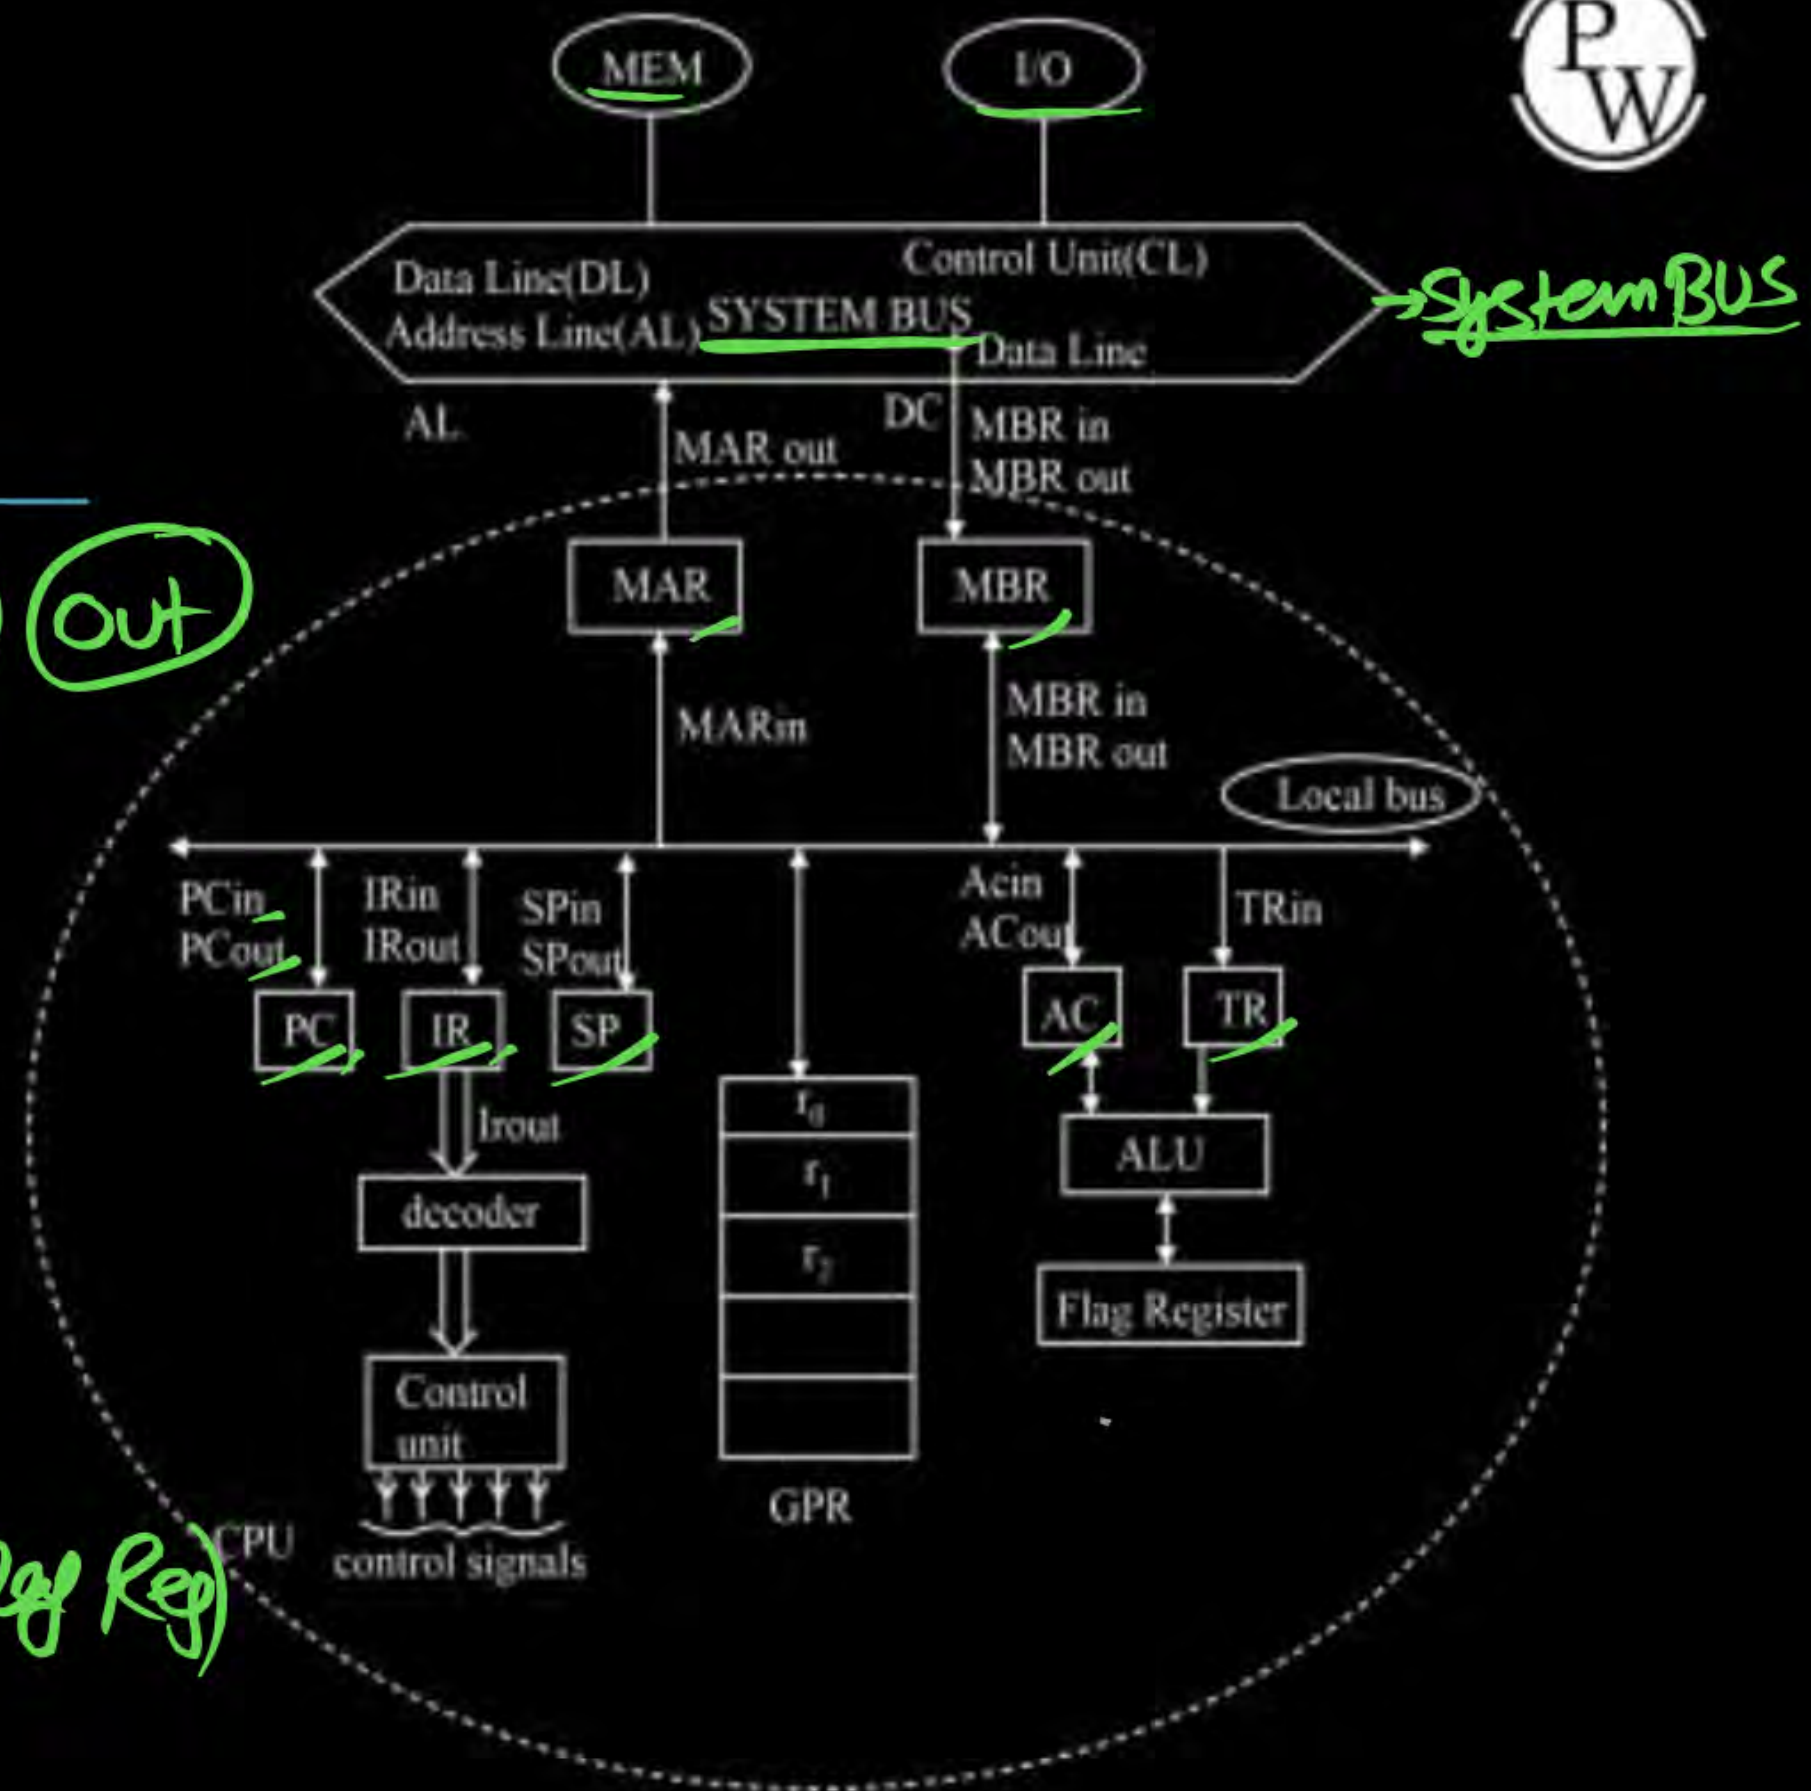 P
W
MEM
I/O
Control Unit(CL)
Data Line(DL)
SYSTEM BUS
Address Line(AL)
Data Line
System BUS
AL
MAR out
DC
MBR in
MBR out
Out
MAR
MBR
MARin
MBR in
MBR out
Local bus
PCin
PCout
IRin
IRout
SPin
SPout
Acin
ACout
TRin
PC
IR
SP
AC
TR
r0
Irout
r1
ALU
decoder
r2
Flag Register
Control
unit
GPR
CPU
control signals
Reg)